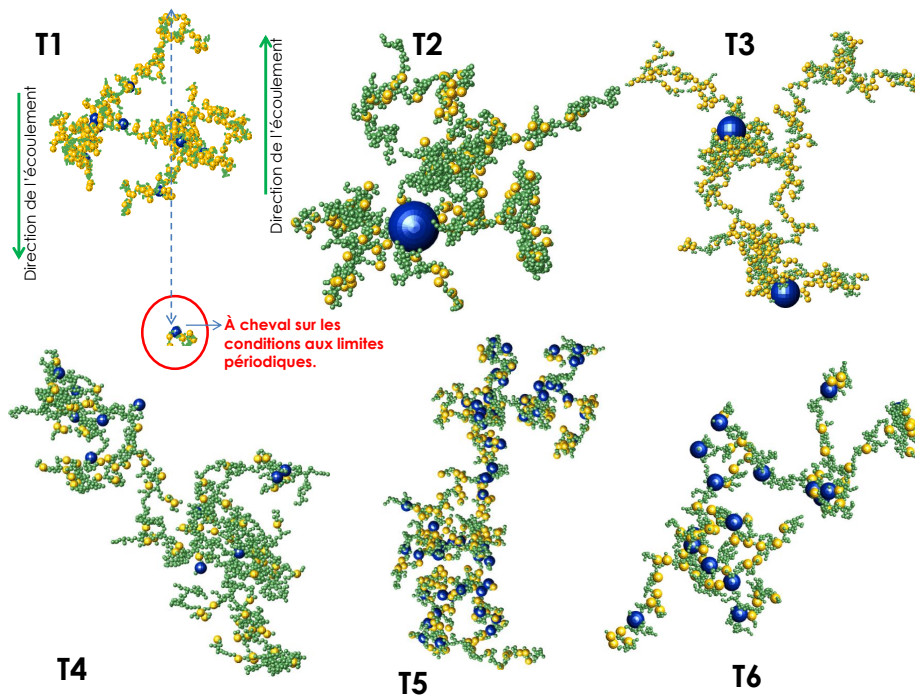 T1
T2
T3
Direction de l'écoulement
Direction de l'écoulement
À cheval sur les
conditions aux limites
périodiques.
T4
T5
T6